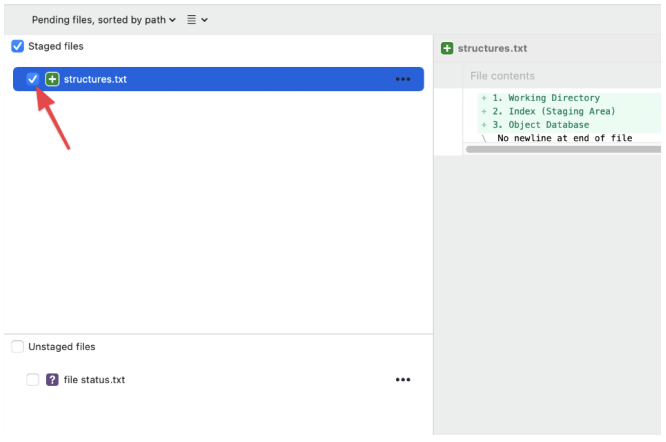 Pending files, sorted by path
Staged files
structures.txt
structures.txt
File contents
+ 1. Working Directory
+ 2. Index (Staging Area)
+ 3. Object Database
\ No newline at end of file
Unstaged files
? file status.txt